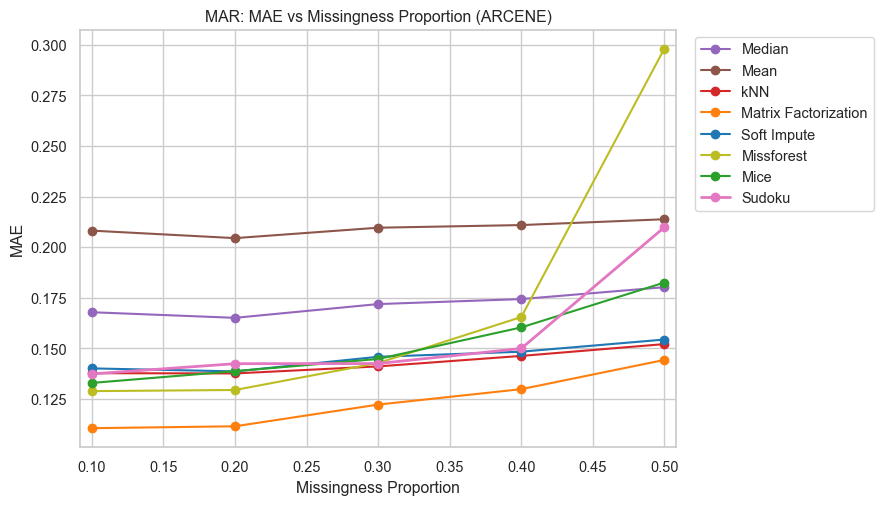 MAR: MAE vs Missingness Proportion (ARCENE)
0.300
0.275
0.250
0.225
0.200
0.175
0.150
0.125
MAE
0.10 0.15 0.20 0.25 0.30 0.35 0.40 0.45 0.50
Missingness Proportion
Median
Mean
kNN
Matrix Factorization
Soft Impute
Missforest
Mice
Sudoku